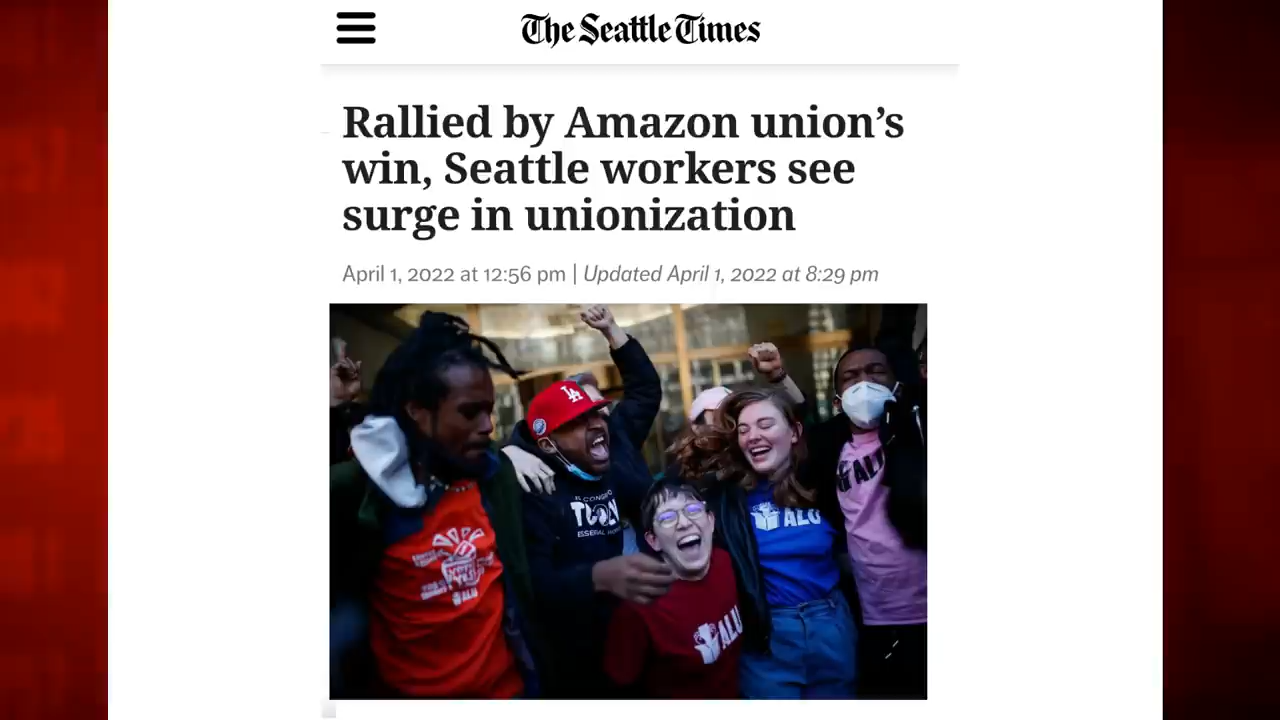 The Seattle Times
Rallied by Amazon union’s
win, Seattle workers see
surge in unionization
April 1, 2022 at 12:56 pm | Updated April 1, 2022 at 8:29 pm
LA
ALU
ALU
ALU